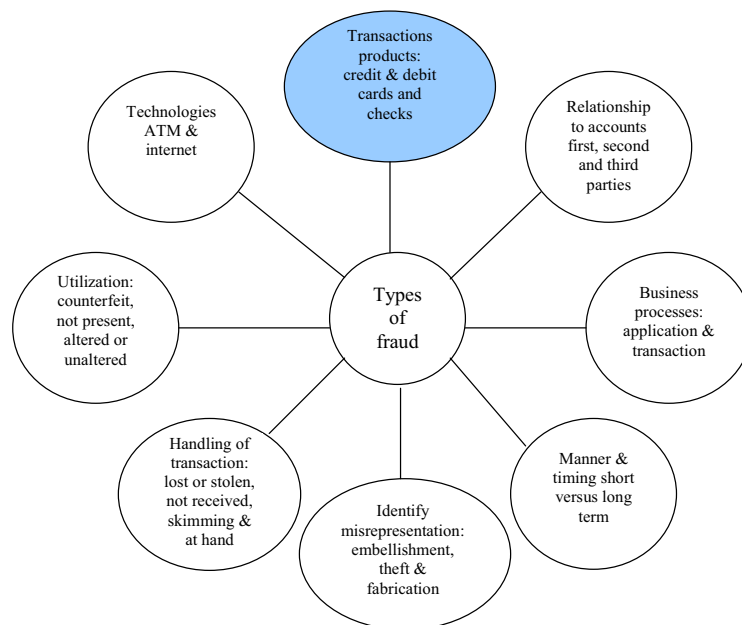 Transactions
products:
credit & debit
cards and
checks
Technologies
ATM &
internet
Relationship
to accounts
first, second
and third
parties
Utilization:
counterfeit,
not present,
altered or
unaltered
Types
of
fraud
Business
processes:
application &
transaction
Handling of
transaction:
lost or stolen,
not received,
skimming &
at hand
Identify
misrepresentation:
embellishment,
theft &
fabrication
Manner &
timing short
versus long
term